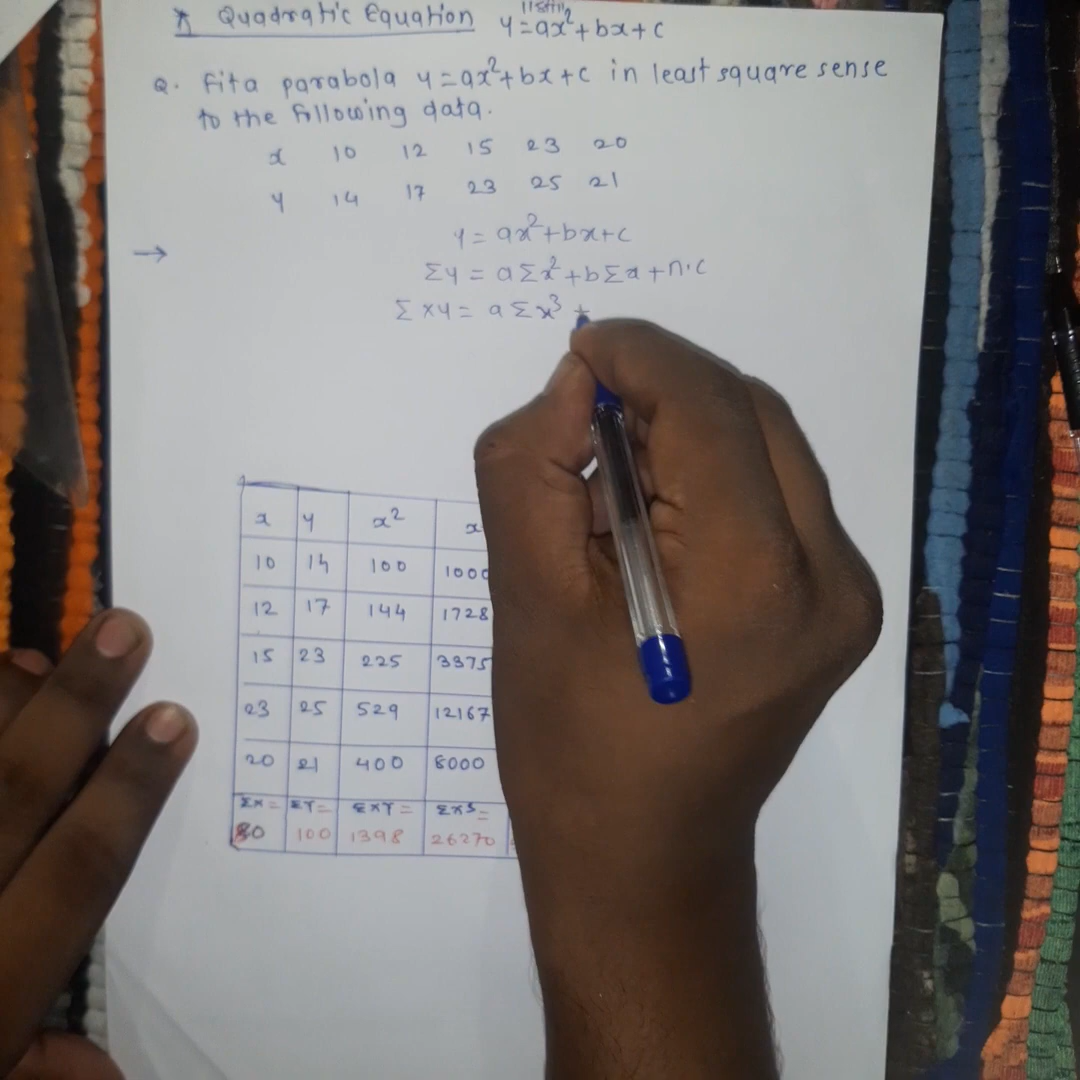 * Quadratic Equation y=ax²+bx+c
Q. Fit a parabola y=ax²+bx+c in least square sense
to the following data.
x 10 12 15 23 20
y 14 17 23 25 21
→ y = ax²+bx+c
Σy = aΣx²+bΣx+n.c
Σxy = aΣx³ +
x y x² x
10 14 100 1000
12 17 144 1728
15 23 225 3375
23 25 529 12167
20 21 400 8000
Σx= ΣY= ΣXY= ΣX³=
80 100 1398 26270